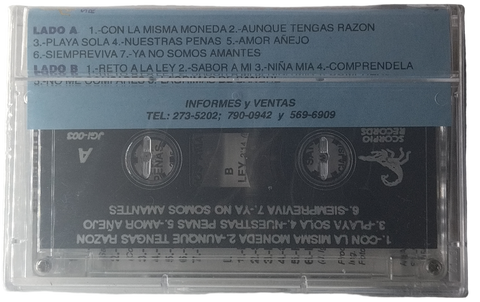 LADO A 1.-CON LA MISMA MONEDA 2.-AUNQUE TENGAS RAZON
3.-PLAYA SOLA 4.-NUESTRAS PENAS 5.-AMOR AÑEJO
6.-SIEMPREVIVA 7.-YA NO SOMOS AMANTES
LADO B 1.-RETO A LA LEY 2.-SABOR A MI 3.-NIÑA MIA 4.-COMPRENDELA
INFORMES y VENTAS
TEL: 273-5202; 790-0942 y 569-6909
JGI-003
A
SCORPIO
RECORDS
PENAS
B
LEY
6.-SIEMPREVIVA 7.-YA NO SOMOS AMANTES
3.-PLAYA SOLA 4.-NUESTRAS PENAS 5.-AMOR AÑEJO
1.-CON LA MISMA MONEDA 2.-AUNQUE TENGAS RAZON